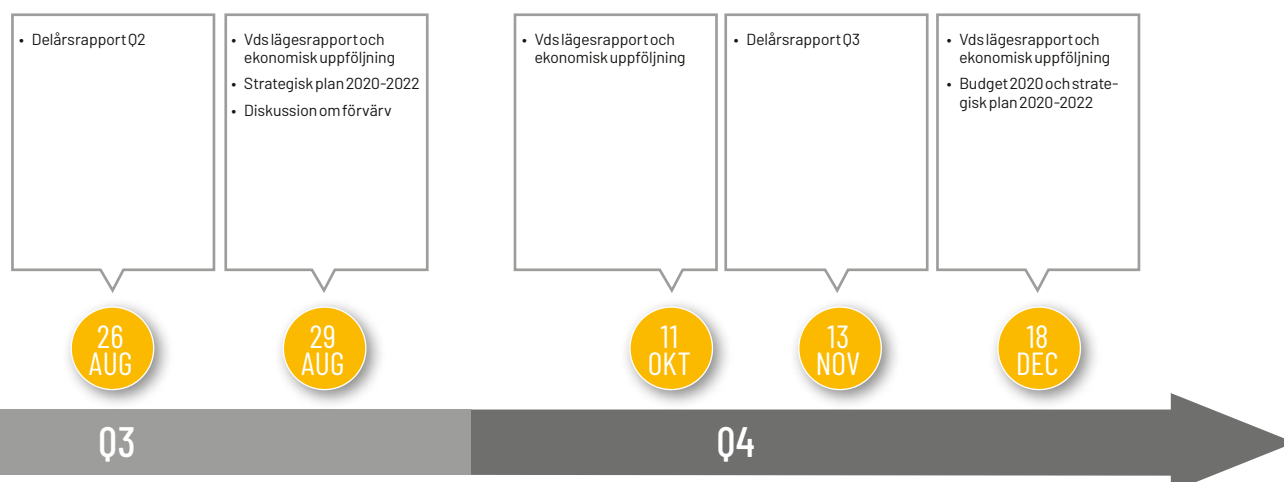 • Delårsrapport Q2
• Vds lägesrapport och
ekonomisk uppföljning
• Strategisk plan 2020-2022
• Diskussion om förvärv
• Vds lägesrapport och
ekonomisk uppföljning
• Delårsrapport Q3
• Vds lägesrapport och
ekonomisk uppföljning
• Budget 2020 och strate-
gisk plan 2020-2022
26
AUG
29
AUG
11
OKT
13
NOV
18
DEC
Q3
Q4